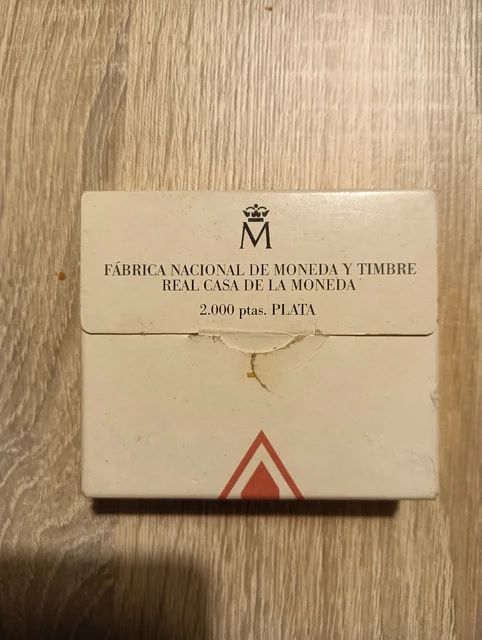 M
FÁBRICA NACIONAL DE MONEDA Y TIMBRE
REAL CASA DE LA MONEDA
2.000 ptas. PLATA